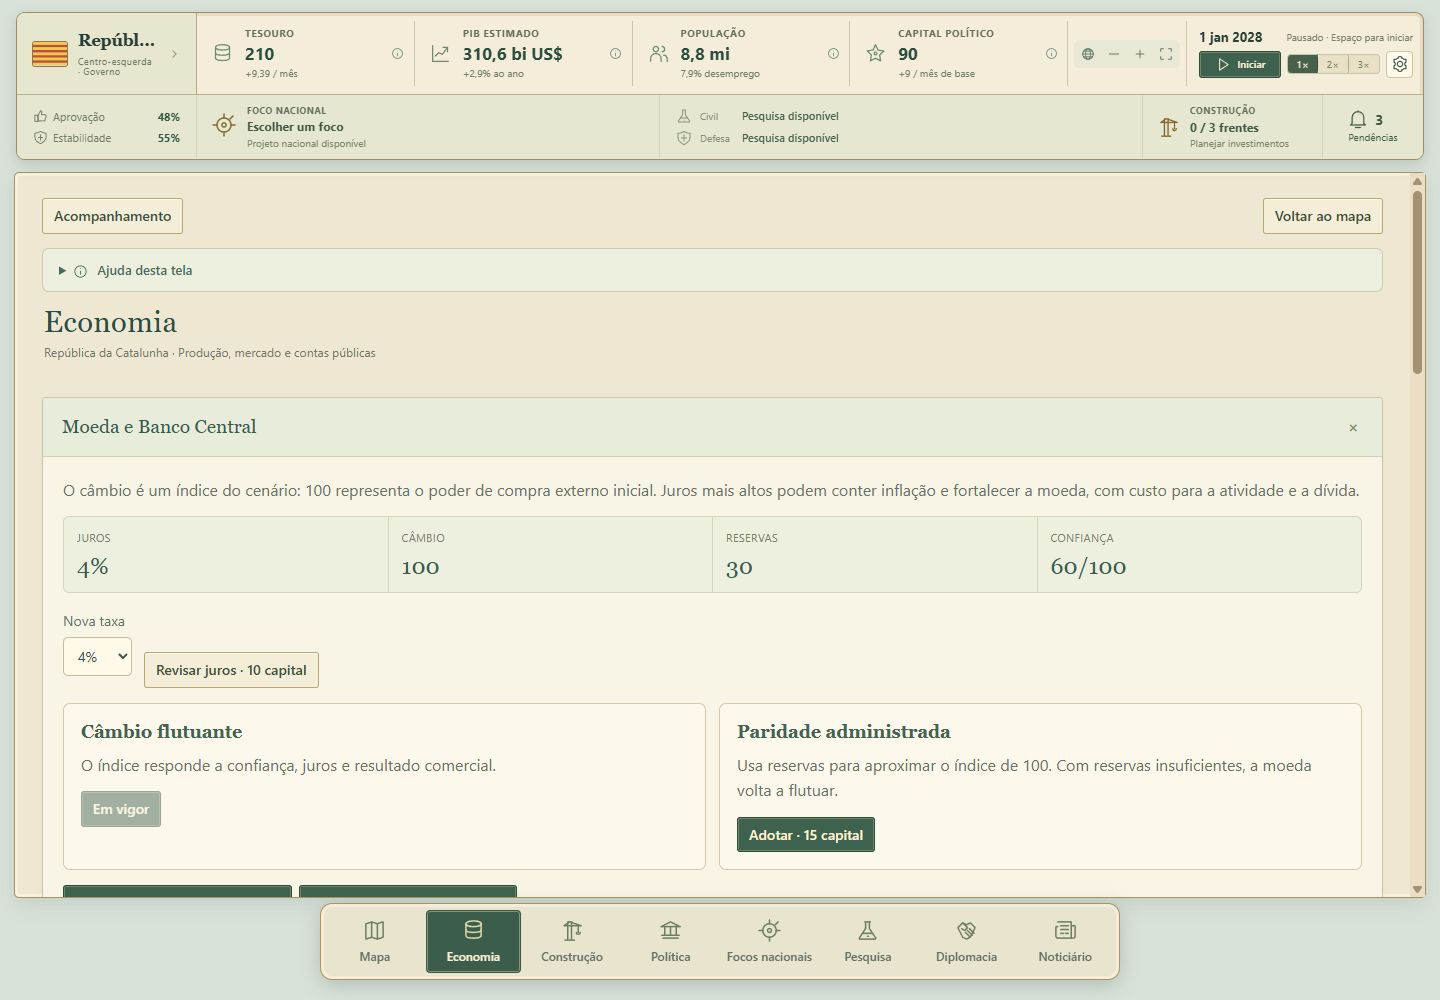 Repúbl...
Centro-esquerda
· Governo
TESOURO
210
+9,39 / mês
PIB ESTIMADO
310,6 bi US$
+2,9% ao ano
POPULAÇÃO
8,8 mi
7,9% desemprego
CAPITAL POLÍTICO
90
+9 / mês de base
1 jan 2028
Pausado · Espaço para iniciar
Iniciar
1×
2×
3×
Aprovação 48%
Estabilidade 55%
FOCO NACIONAL
Escolher um foco
Projeto nacional disponível
Civil Pesquisa disponível
Defesa Pesquisa disponível
CONSTRUÇÃO
0 / 3 frentes
Planejar investimentos
3
Pendências
Acompanhamento
Voltar ao mapa
Ajuda desta tela
Economia
República da Catalunha · Produção, mercado e contas públicas
Moeda e Banco Central
×
O câmbio é um índice do cenário: 100 representa o poder de compra externo inicial. Juros mais altos podem conter inflação e fortalecer a moeda, com custo para a atividade e a dívida.
JUROS
4%
CÂMBIO
100
RESERVAS
30
CONFIANÇA
60/100
Nova taxa
4%
Revisar juros · 10 capital
Câmbio flutuante
O índice responde a confiança, juros e resultado comercial.
Em vigor
Paridade administrada
Usa reservas para aproximar o índice de 100. Com reservas insuficientes, a moeda
volta a flutuar.
Adotar · 15 capital
Mapa
Economia
Construção
Política
Focos nacionais
Pesquisa
Diplomacia
Noticiário